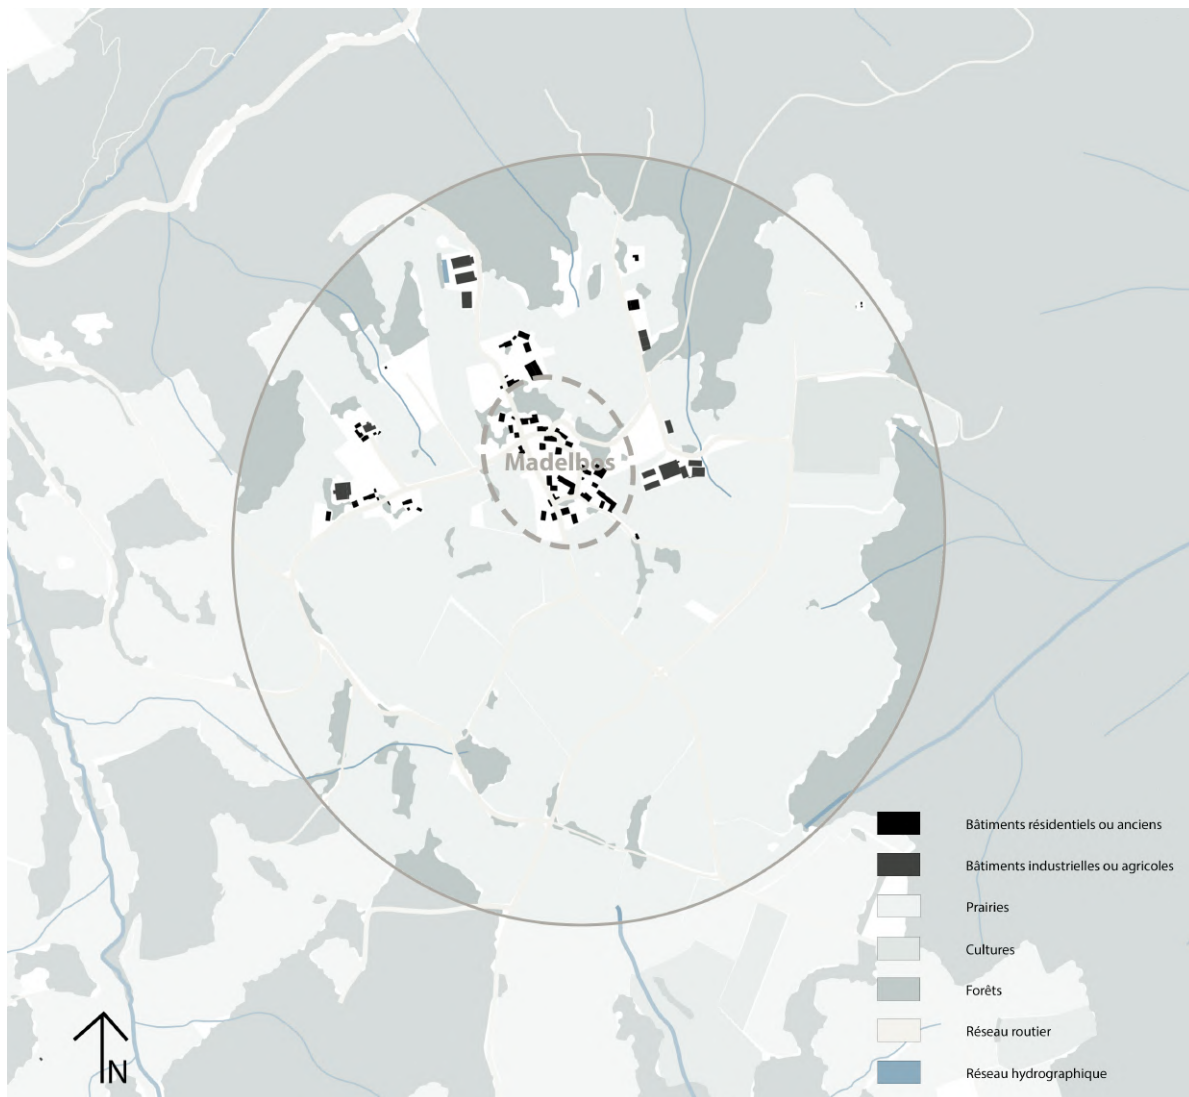 Madelbos
Bâtiments résidentiels ou anciens
Bâtiments industrielles ou agricoles
Prairies
Cultures
Forêts
Réseau routier
Réseau hydrographique
N